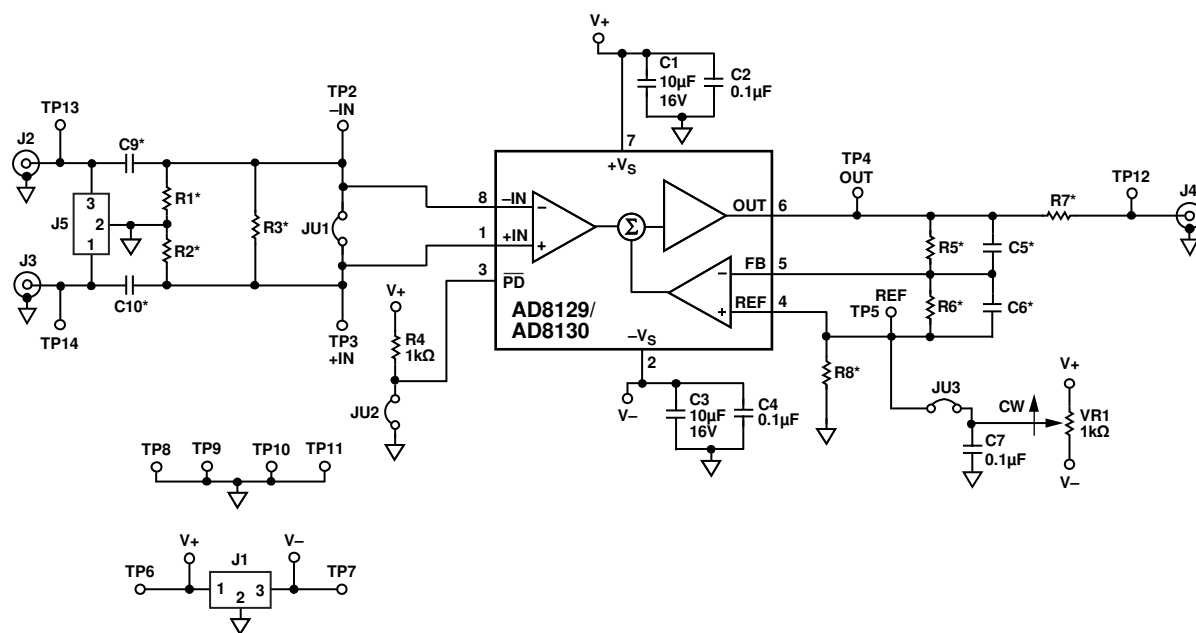 V+
C1
10µF
16V
C2
0.1µF
7
+VS
TP13
J2
C9*
TP2
–IN
R1*
3
J5
2
1
R3*
JU1
R2*
J3
C10*
TP14
TP3
+IN
8
–IN
–
1
+IN
+
3
PD
Σ
OUT
6
FB
5
–
REF
4
+
AD8129/
AD8130
–VS
2
V+
R4
1kΩ
JU2
V–
C3
10µF
16V
C4
0.1µF
TP4
OUT
TP12
J4
R7*
R5*
C5*
REF
TP5
R6*
C6*
R8*
JU3
CW
V+
VR1
1kΩ
C7
0.1µF
V–
TP8
TP9
TP10
TP11
V+
V–
J1
TP6
1
2
3
TP7